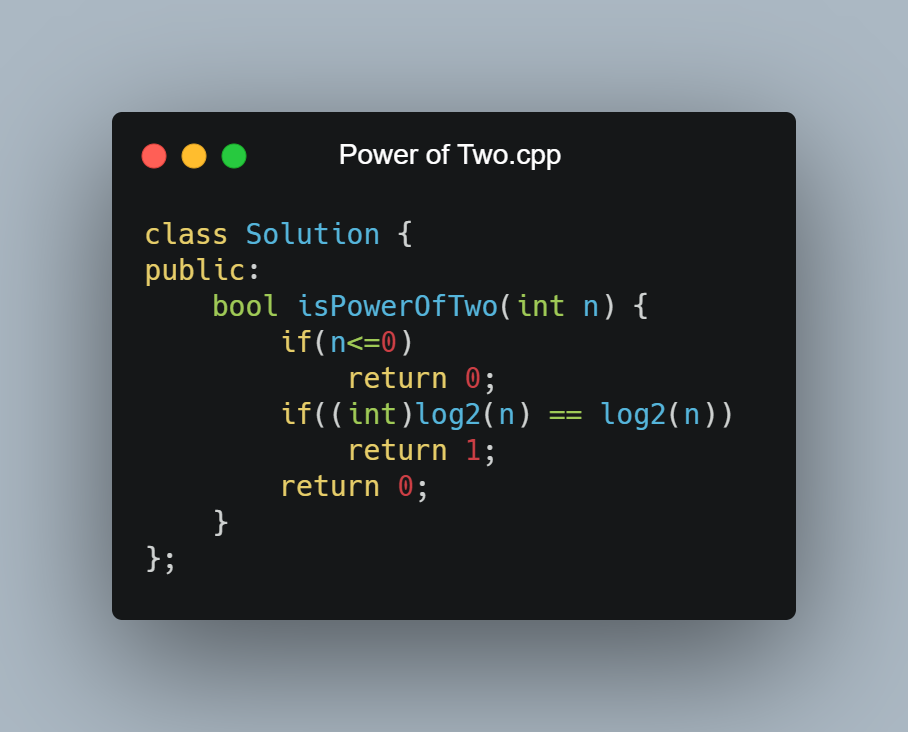 Power of Two.cpp
class Solution {
public:
    bool isPowerOfTwo(int n) {
        if(n<=0)
            return 0;
        if((int)log2(n) == log2(n))
            return 1;
        return 0;
    }
};